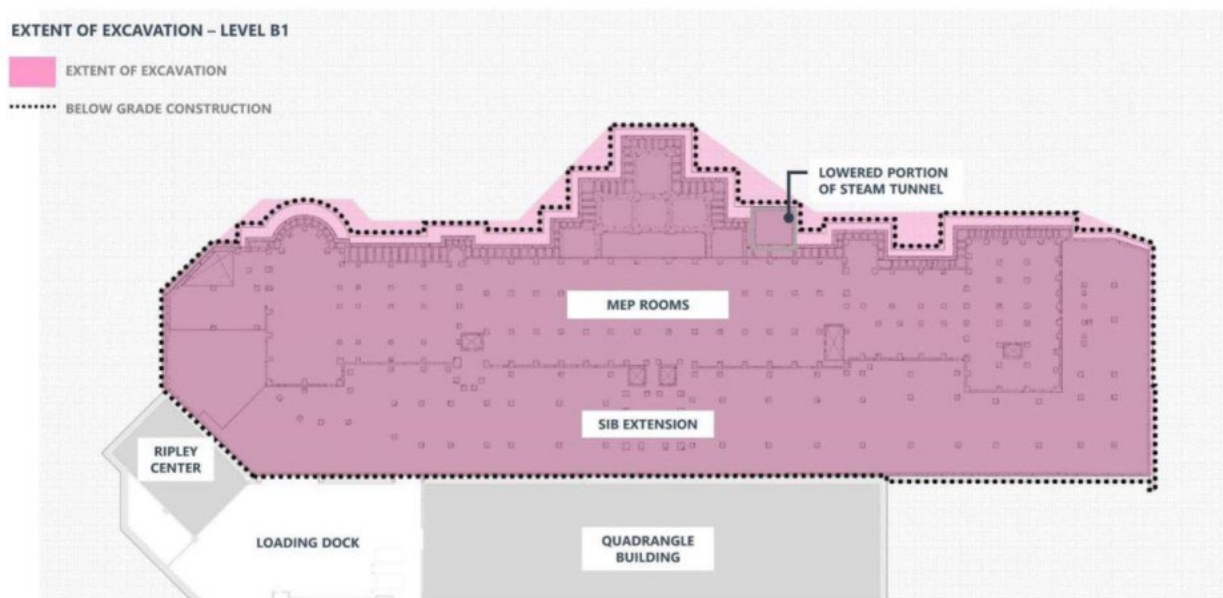 EXTENT OF EXCAVATION – LEVEL B1
EXTENT OF EXCAVATION
BELOW GRADE CONSTRUCTION
LOWERED PORTION
OF STEAM TUNNEL
MEP ROOMS
SIB EXTENSION
RIPLEY
CENTER
LOADING DOCK
QUADRANGLE
BUILDING